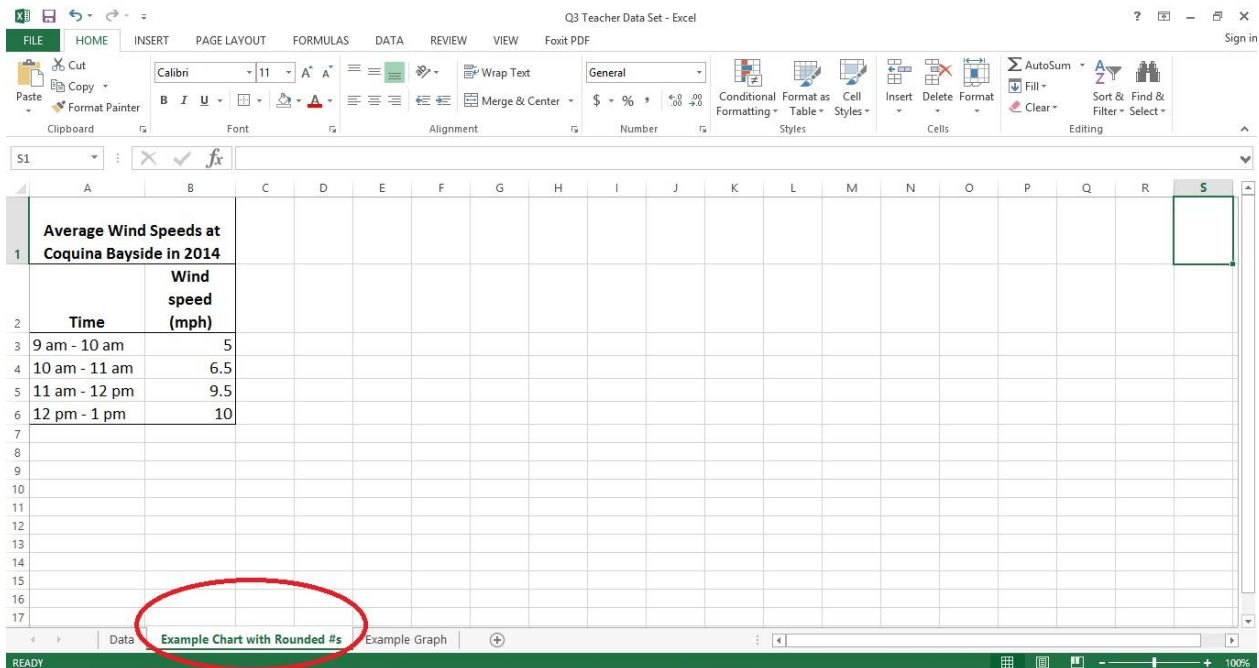 Q3 Teacher Data Set - Excel
FILE HOME INSERT PAGE LAYOUT FORMULAS DATA REVIEW VIEW Foxit PDF Sign in
Paste
Cut
Copy
Format Painter
Clipboard
Calibri 11
B I U
Font
Wrap Text
Merge & Center
Alignment
General
$ % ,
Number
Conditional Formatting
Format as Table
Cell Styles
Styles
Insert Delete Format
Cells
AutoSum
Fill
Clear
Sort & Filter
Find & Select
Editing
S1 fx
A B C D E F G H I J K L M N O P Q R S
1 Average Wind Speeds at
Coquina Bayside in 2014
2 Time Wind
speed
(mph)
3 9 am - 10 am 5
4 10 am - 11 am 6.5
5 11 am - 12 pm 9.5
6 12 pm - 1 pm 10
7
8
9
10
11
12
13
14
15
16
17
Data Example Chart with Rounded #s Example Graph
READY 100%